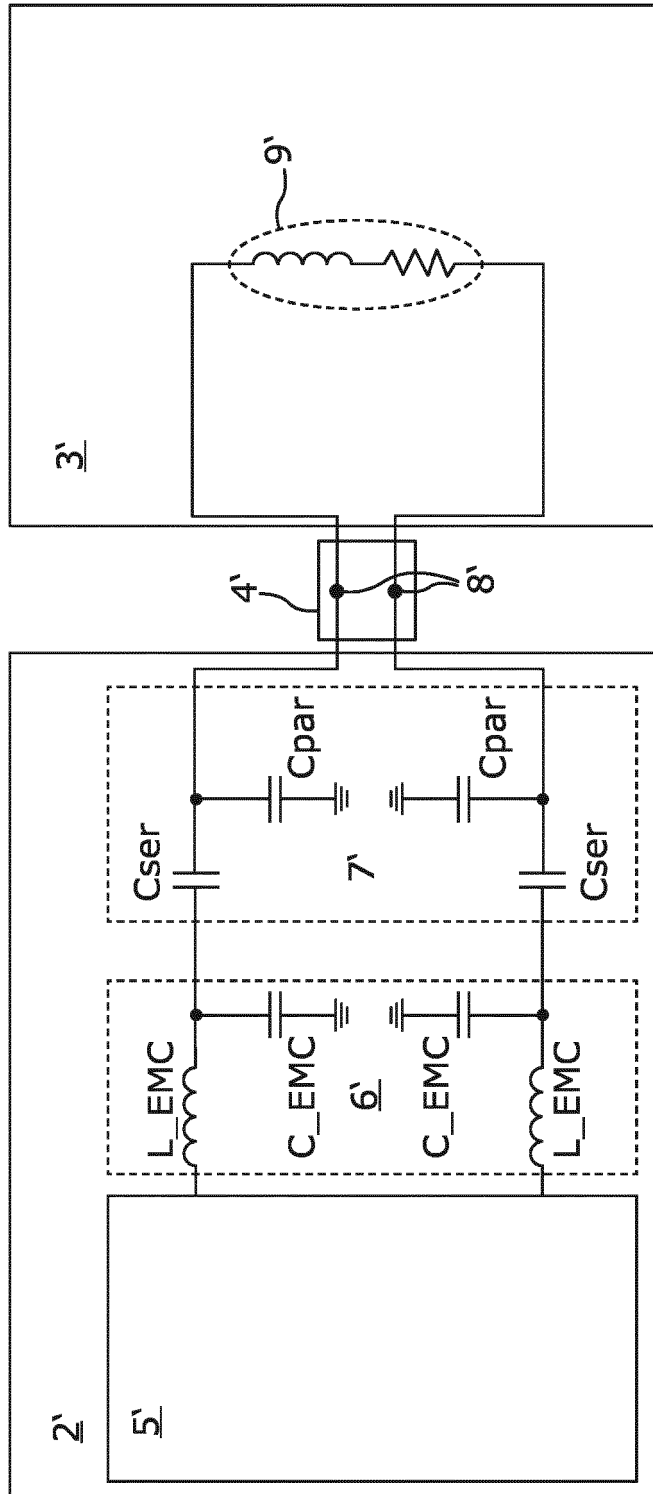 2‵
5‵
L_EMC
C_EMC
6‵
C_EMC
L_EMC
Cser
Cpar
7‵
Cpar
Cser
4‵
8‵
3‵
9‵